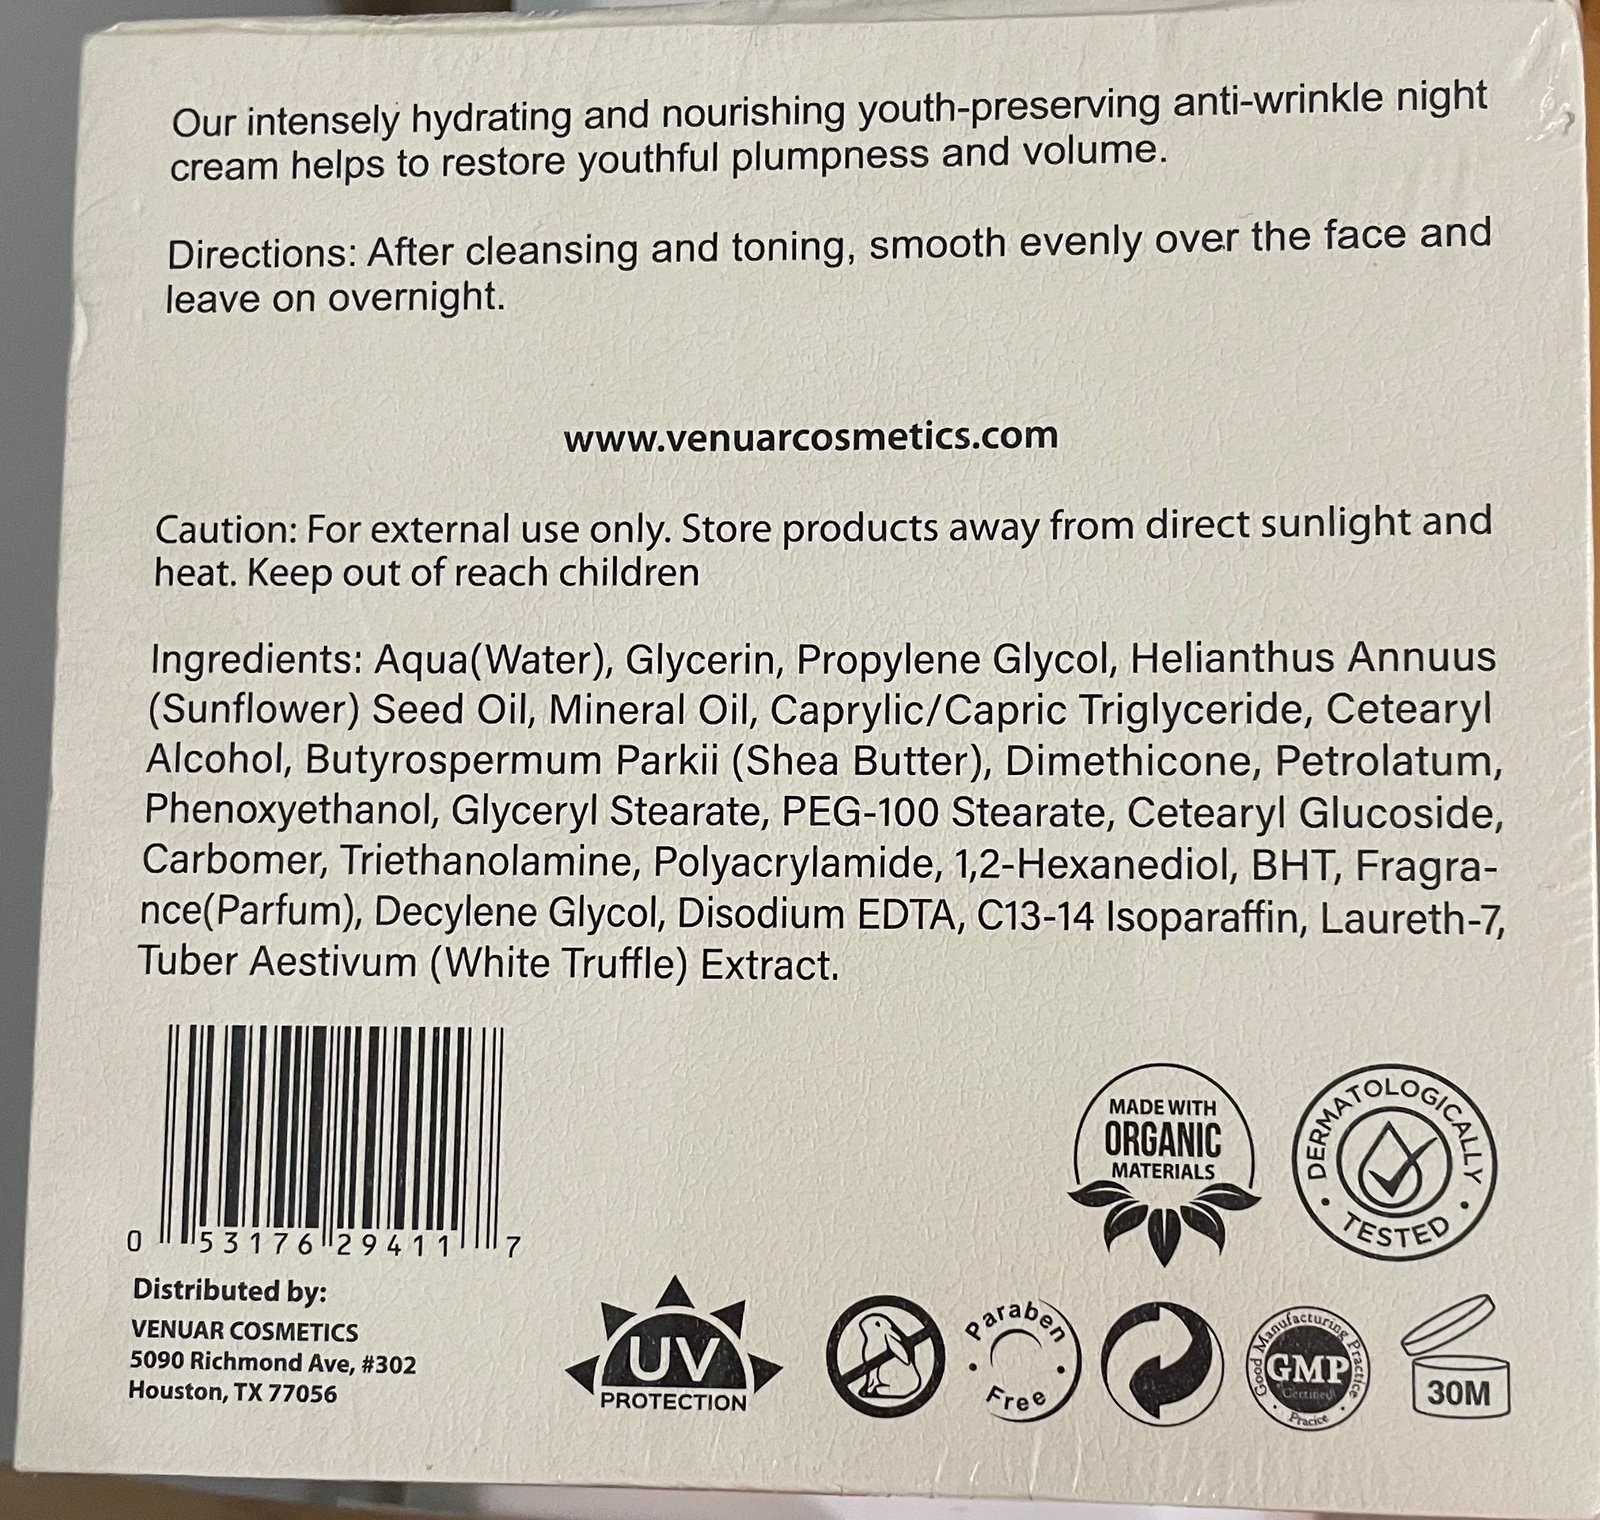 Our intensely hydrating and nourishing youth-preserving anti-wrinkle night
cream helps to restore youthful plumpness and volume.
Directions: After cleansing and toning, smooth evenly over the face and
leave on overnight.
www.venuarcosmetics.com
Caution: For external use only. Store products away from direct sunlight and
heat. Keep out of reach children
Ingredients: Aqua(Water), Glycerin, Propylene Glycol, Helianthus Annuus
(Sunflower) Seed Oil, Mineral Oil, Caprylic/Capric Triglyceride, Cetearyl
Alcohol, Butyrospermum Parkii (Shea Butter), Dimethicone, Petrolatum,
Phenoxyethanol, Glyceryl Stearate, PEG-100 Stearate, Cetearyl Glucoside,
Carbomer, Triethanolamine, Polyacrylamide, 1,2-Hexanediol, BHT, Fragra-
nce(Parfum), Decylene Glycol, Disodium EDTA, C13-14 Isoparaffin, Laureth-7,
Tuber Aestivum (White Truffle) Extract.
MADE WITH
ORGANIC
MATERIALS
DERMATOLOGICALLY
TESTED
0 53176 29411 7
Distributed by:
VENUAR COSMETICS
5090 Richmond Ave, #302
Houston, TX 77056
UV
PROTECTION
Paraben
Free
Good Manufacturing Practice
GMP
Certified
Pracice
30M